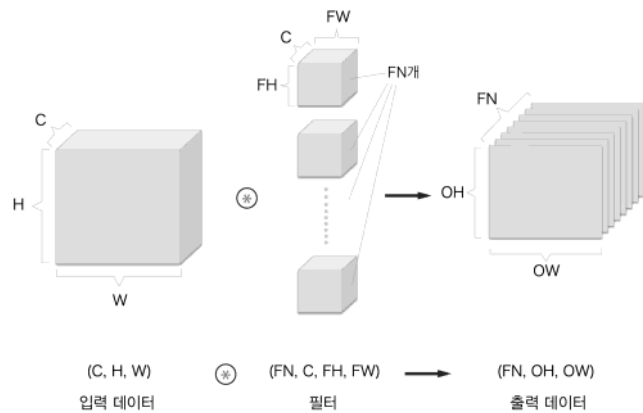 FW
C
FH
FN개
FN
C
H
OH
W
OW
(C, H, W) ⊛ (FN, C, FH, FW) → (FN, OH, OW)
입력 데이터 필터 출력 데이터